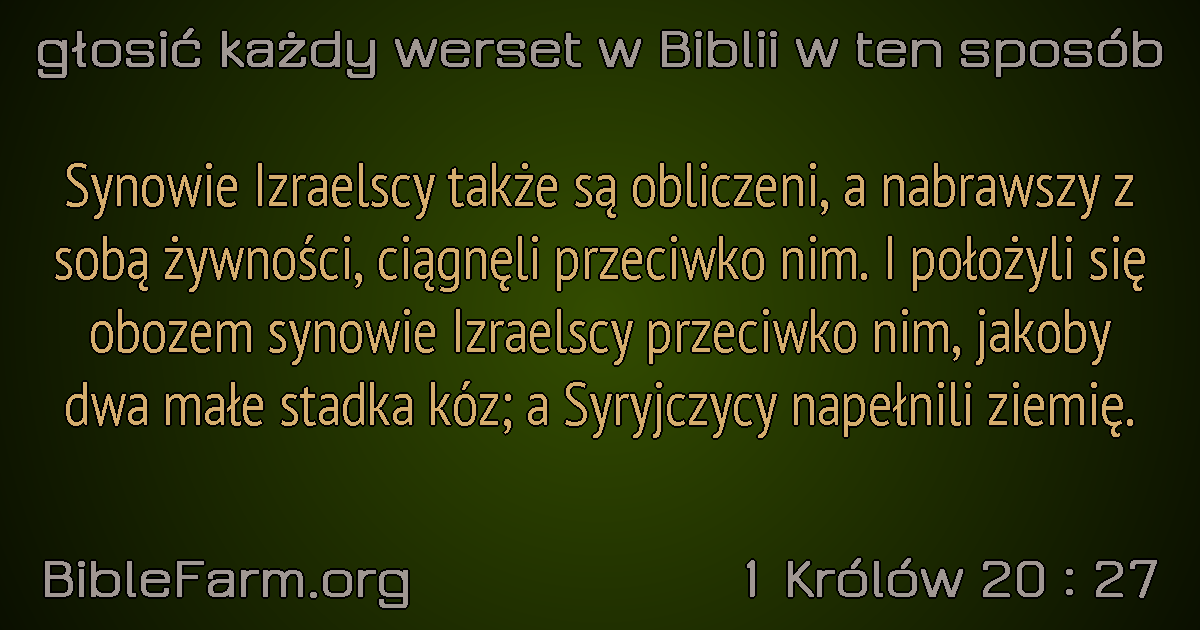 głosić każdy werset w Biblii w ten sposób
Synowie Izraelscy także są obliczeni, a nabrawszy z
sobą żywności, ciągnęli przeciwko nim. I położyli się
obozem synowie Izraelscy przeciwko nim, jakoby
dwa małe stadka kóz; a Syryjczycy napełnili ziemię.
BibleFarm.org
1 Królów 20 : 27